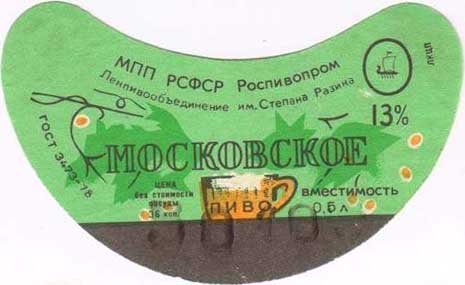 МПП РСФСР Роспивопром
Ленпивообъединение им. Степана Разина
ЛКЦП
13%
ГОСТ 3473-78
МОСКОВСКОЕ
ЦЕНА
без стоимости
посуды
36 коп.
ПИВО
вместимость
0,5 л